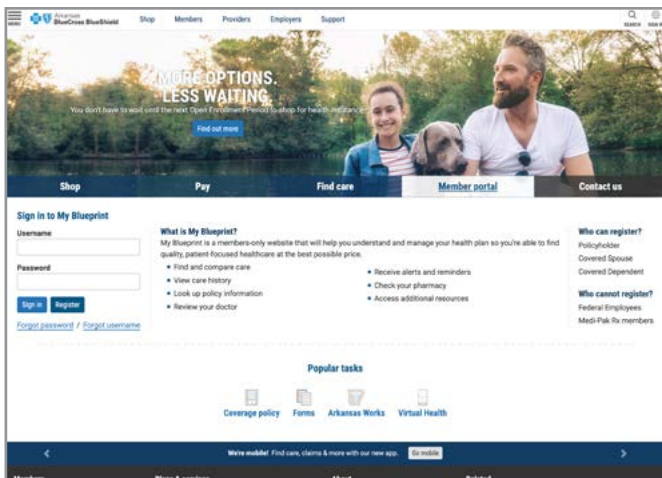 MENU
Arkansas
BlueCross BlueShield
Shop Members Providers Employers Support
SEARCH SIGN IN
MORE OPTIONS.
LESS WAITING.
You don't have to wait until the next Open Enrollment Period to shop for health insurance
Find out more
Shop Pay Find care Member portal Contact us
Sign in to My Blueprint
Username
Password
Sign in Register
Forgot password / Forgot username
What is My Blueprint?
My Blueprint is a members-only website that will help you understand and manage your health plan so you're able to find
quality, patient-focused healthcare at the best possible price.
Find and compare care
View care history
Look up policy information
Review your doctor
Receive alerts and reminders
Check your pharmacy
Access additional resources
Who can register?
Policyholder
Covered Spouse
Covered Dependent
Who cannot register?
Federal Employees
Medi-Pak Rx members
Popular tasks
Coverage policy Forms Arkansas Works Virtual Health
We're mobile! Find care, claims & more with our new app. Go mobile
Members Plans & services About Related